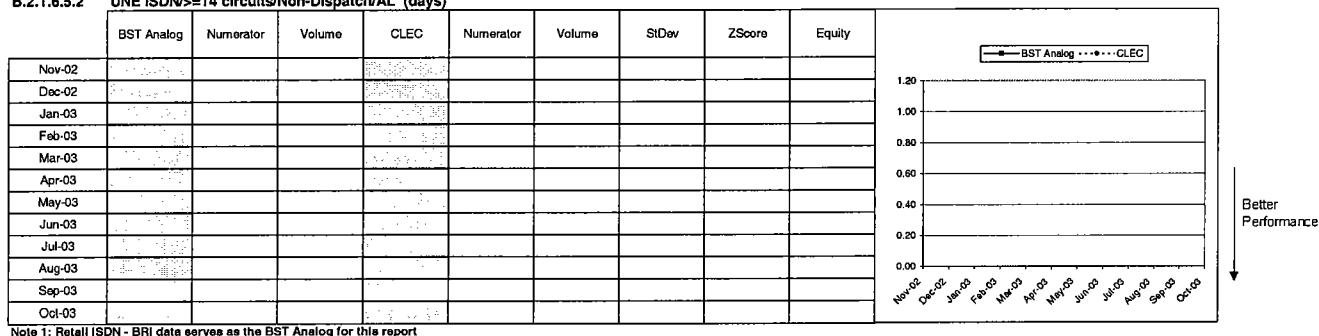 B.2.1.6.5.2 UNE ISDN/>=14 circuits/Non-Dispatch/AL (days)
BST Analog Numerator Volume CLEC Numerator Volume StDev ZScore Equity
Nov-02
Dec-02
Jan-03
Feb-03
Mar-03
Apr-03
May-03
Jun-03
Jul-03
Aug-03
Sep-03
Oct-03
BST Analog CLEC
1.20
1.00
0.80
0.60
0.40
0.20
0.00
Nov-02 Dec-02 Jan-03 Feb-03 Mar-03 Apr-03 May-03 Jun-03 Jul-03 Aug-03 Sep-03 Oct-03
Better
Performance
Note 1: Retail ISDN - BRI data serves as the BST Analog for this report